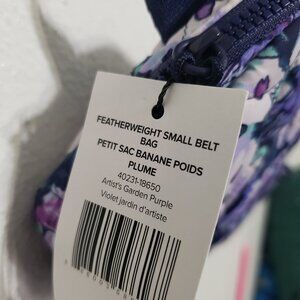 FEATHERWEIGHT SMALL BELT
BAG
PETIT SAC BANANE POIDS
PLUME
40231-18650
Artist's Garden Purple
Violet jardin d'artiste